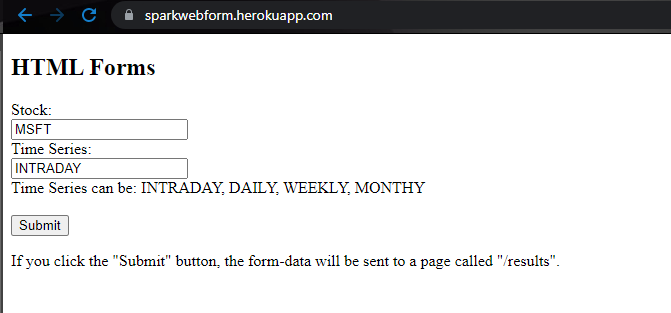 sparkwebform.herokuapp.com
HTML Forms
Stock:
MSFT
Time Series:
INTRADAY
Time Series can be: INTRADAY, DAILY, WEEKLY, MONTHY
Submit
If you click the "Submit" button, the form-data will be sent to a page called "/results".